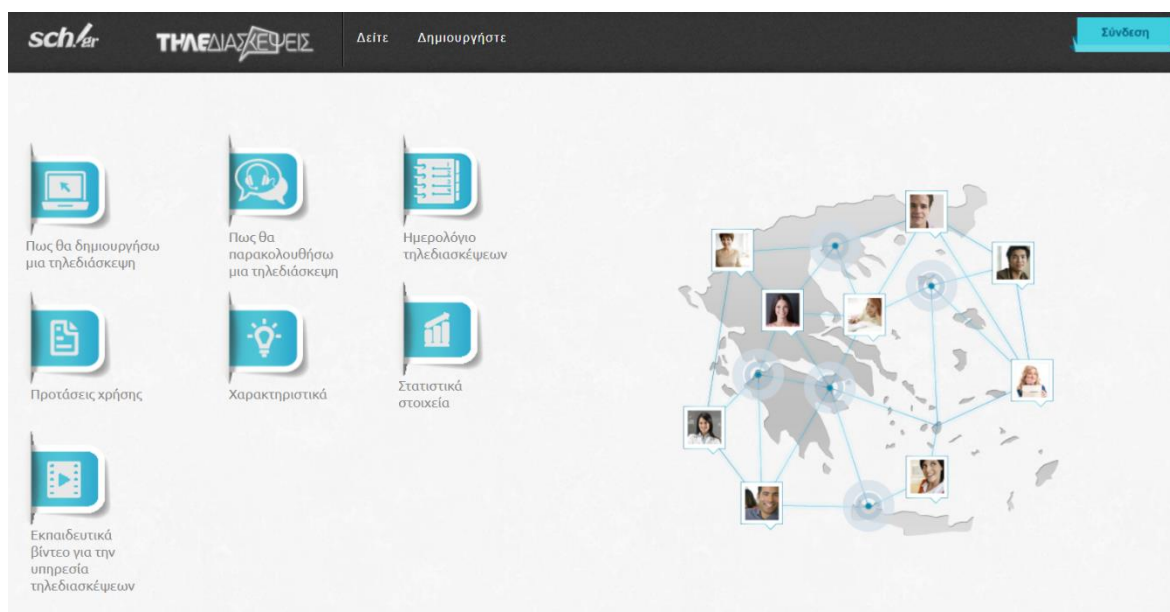 sch.gr
ΤΗΛΕΔΙΑΣΚΕΨΕΙΣ
Δείτε
Δημιουργήστε
Σύνδεση
Πως θα δημιουργήσω
μια τηλεδιάσκεψη
Πως θα
παρακολουθήσω
μια τηλεδιάσκεψη
Ημερολόγιο
τηλεδιασκέψεων
Προτάσεις χρήσης
Χαρακτηριστικά
Στατιστικά
στοιχεία
Εκπαιδευτικά
βίντεο για την
υπηρεσία
τηλεδιασκέψεων